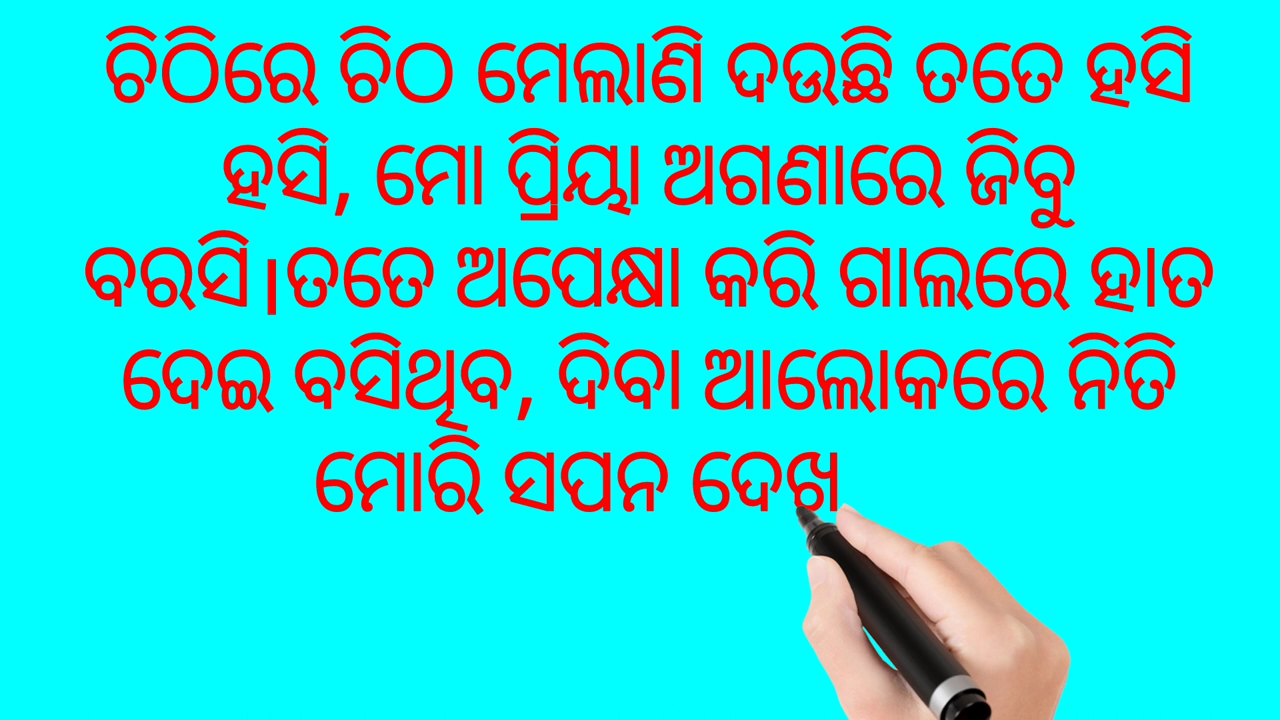 ଚିଠିରେ ଚିଠ ମେଲାଣି ଦଉଛି ତତେ ହସି
ହସି, ମୋ ପ୍ରିୟା ଅଗଣାରେ ଜିବୁ
ବରସି।ତତେ ଅପେକ୍ଷା କରି ଗାଲରେ ହାତ
ଦେଇ ବସିଥିବ, ଦିବା ଆଲୋକରେ ନିତି
ମୋରି ସପନ ଦେଖ